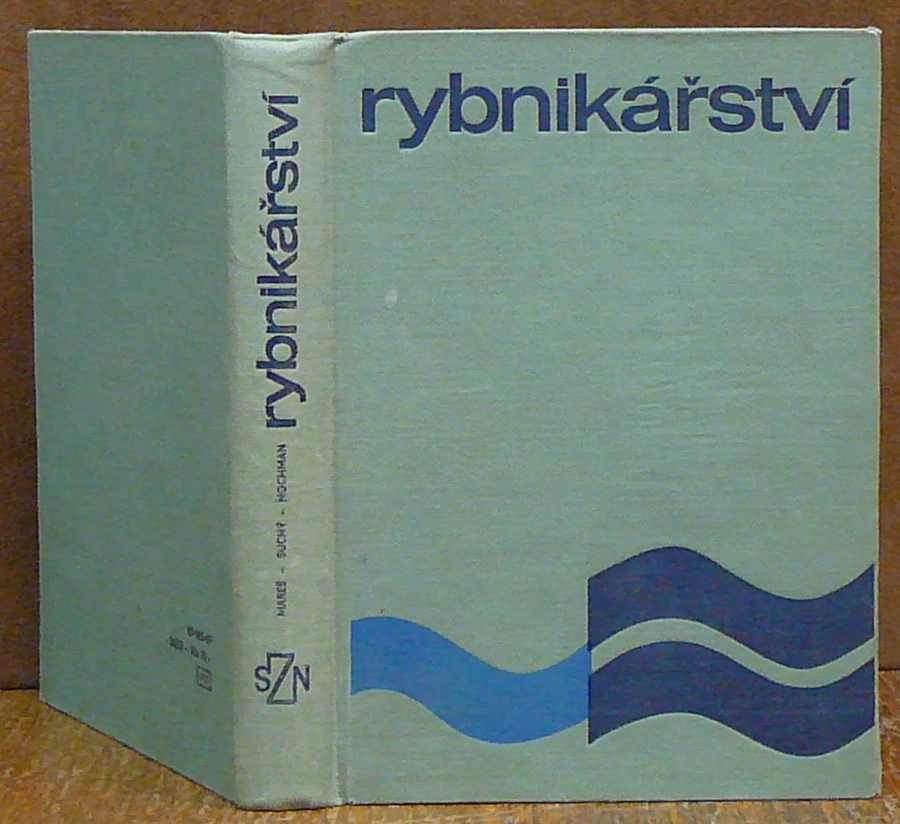 rybnikářství
rybnikářství
MAREŠ - SUCHÝ - HOCHMAN
SZN